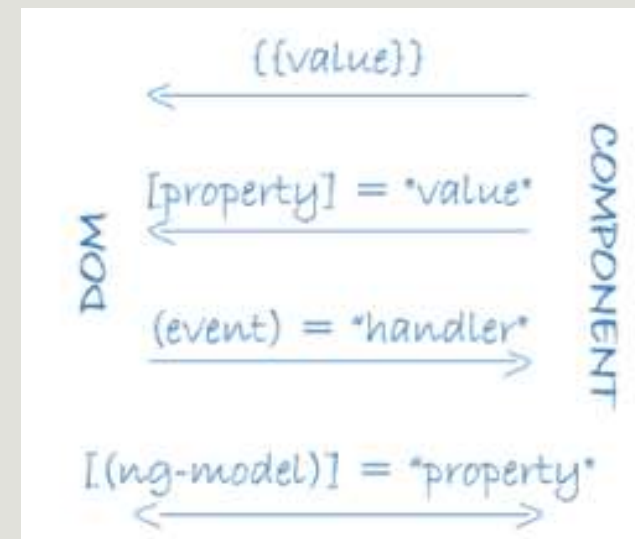 {{value}}
[property] = "value"
DOM
(event) = "handler"
COMPONENT
[(ng-model)] = "property"